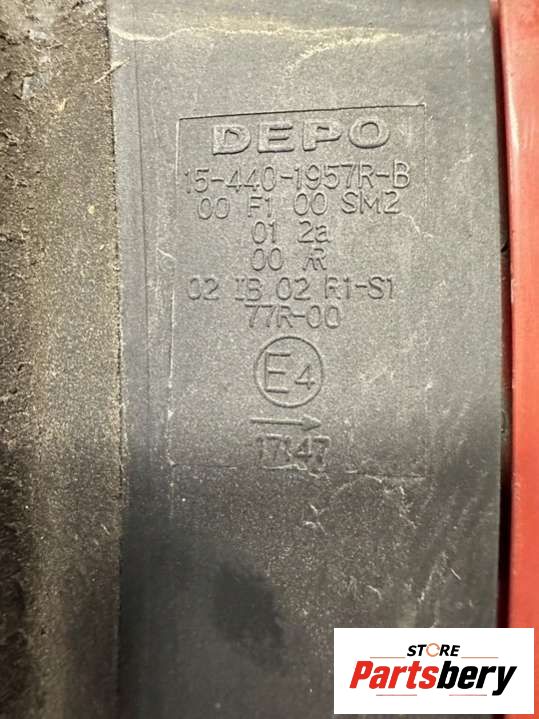 DEPO
15-440-1957R-B
00 F1 00 SM2
01 2a
00 AR
02 IB 02 R1-S1
77R-00
E4
17147
STORE
Partsbery